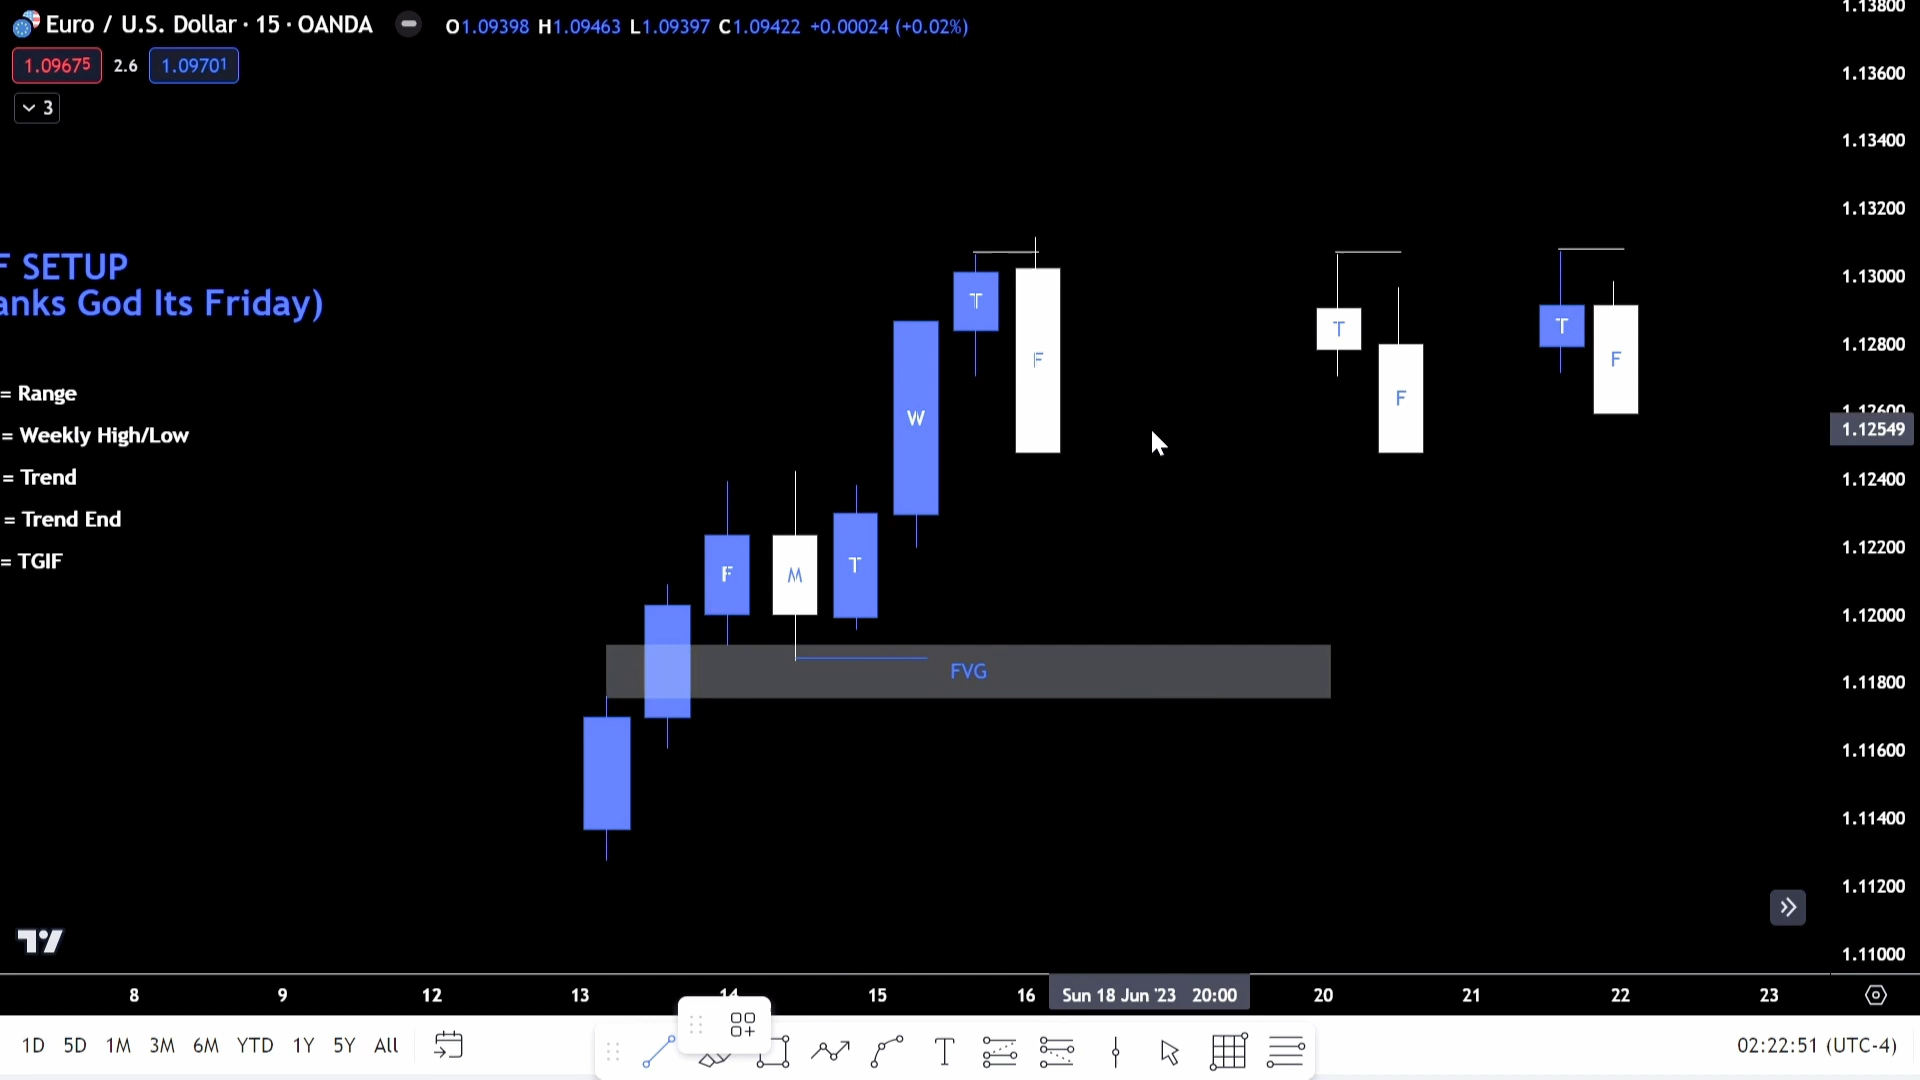 Euro / U.S. Dollar · 15 · OANDA O1.09398 H1.09463 L1.09397 C1.09422 +0.00024 (+0.02%)
1.09675 2.6 1.09701
3
F SETUP
anks God Its Friday)
= Range
= Weekly High/Low
= Trend
= Trend End
= TGIF
T
F
W
F
M
T
FVG
T
F
T
F
1.13800
1.13600
1.13400
1.13200
1.13000
1.12800
1.12600
1.12549
1.12400
1.12200
1.12000
1.11800
1.11600
1.11400
1.11200
1.11000
8 9 12 13 14 15 16 Sun 18 Jun '23 20:00 20 21 22 23
1D 5D 1M 3M 6M YTD 1Y 5Y All 02:22:51 (UTC-4)